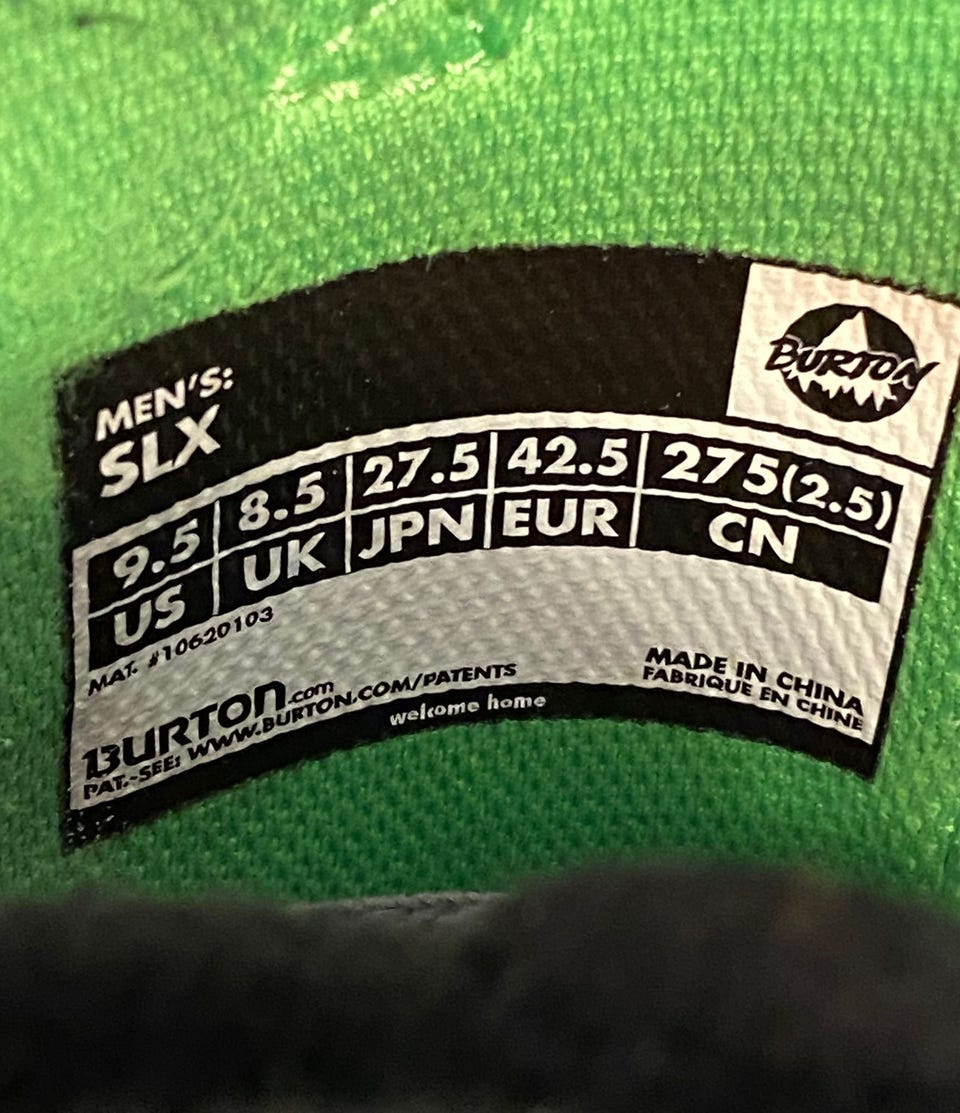 BURTON
MEN'S:
SLX
9.5 8.5 27.5 42.5 275(2.5)
US UK JPN EUR CN
MAT. #10620103
MADE IN CHINA
FABRIQUE EN CHINE
BURTON.com
PAT.-SEE: WWW.BURTON.COM/PATENTS
welcome home